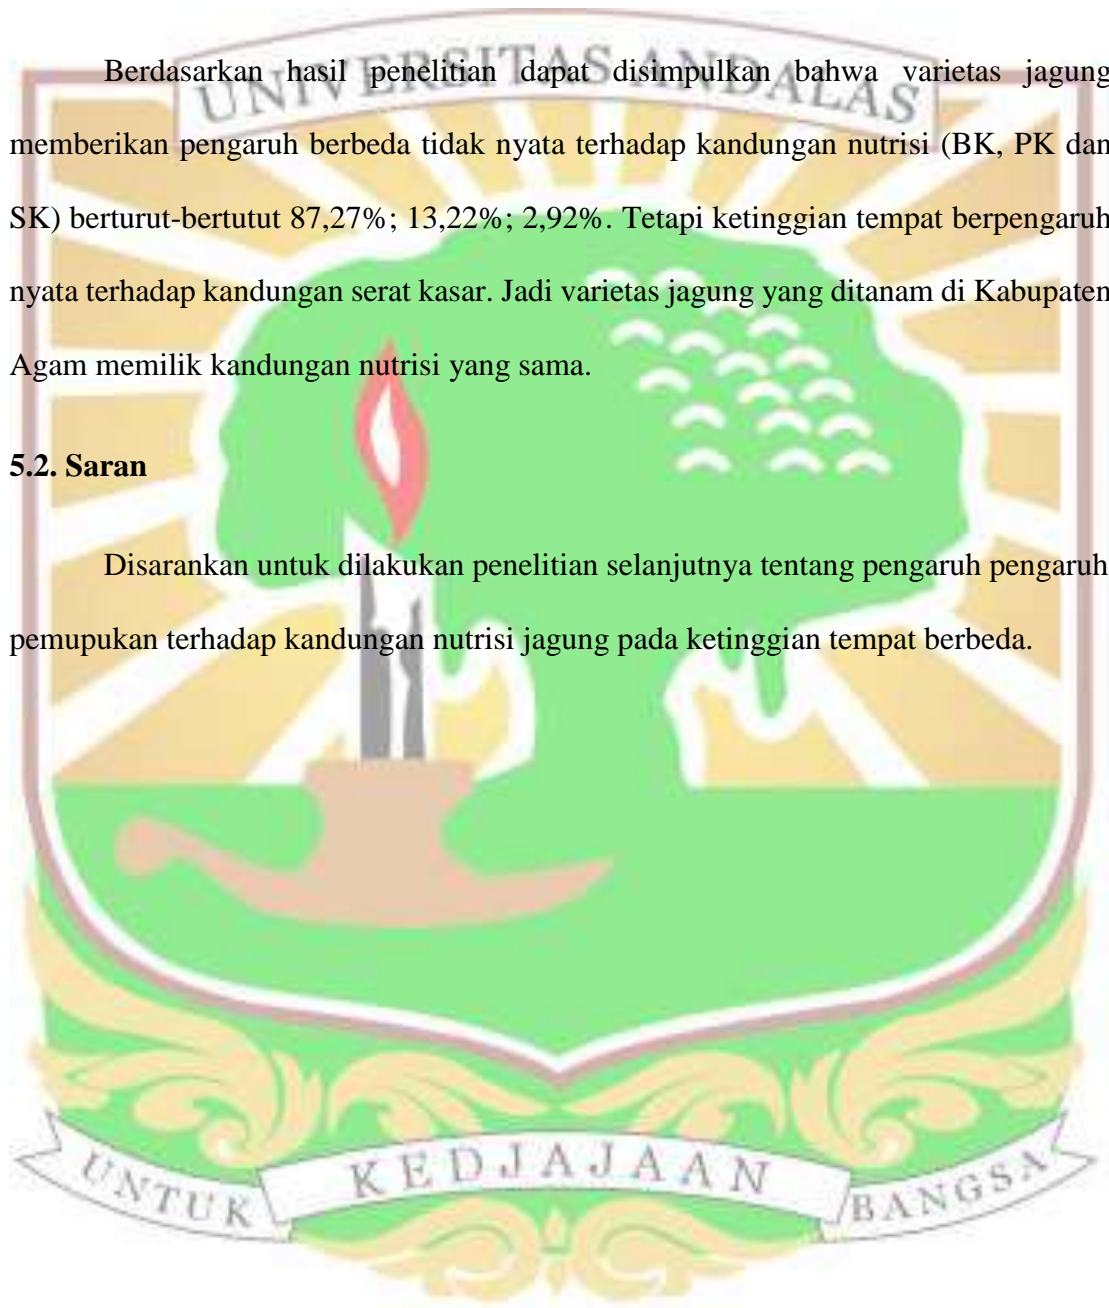 UNIVERSITAS ANDALAS
Berdasarkan hasil penelitian dapat disimpulkan bahwa varietas jagung
memberikan pengaruh berbeda tidak nyata terhadap kandungan nutrisi (BK, PK dan
SK) berturut-bertutut 87,27%; 13,22%; 2,92%. Tetapi ketinggian tempat berpengaruh
nyata terhadap kandungan serat kasar. Jadi varietas jagung yang ditanam di Kabupaten
Agam memilik kandungan nutrisi yang sama.
5.2. Saran
Disarankan untuk dilakukan penelitian selanjutnya tentang pengaruh pengaruh
pemupukan terhadap kandungan nutrisi jagung pada ketinggian tempat berbeda.
UNTUK KEDJAJAAN BANGSA